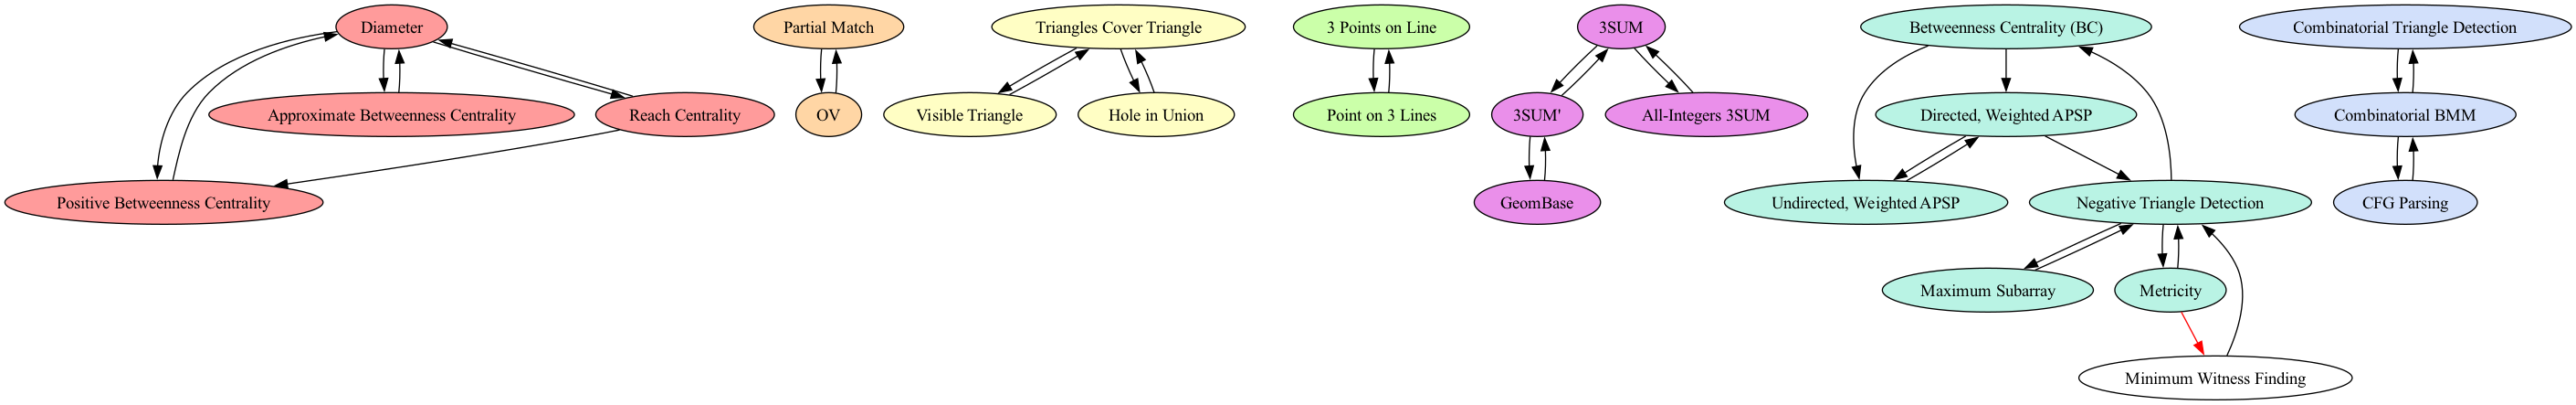 Diameter
Partial Match
Triangles Cover Triangle
3 Points on Line
3SUM
Betweenness Centrality (BC)
Combinatorial Triangle Detection
Approximate Betweenness Centrality
Reach Centrality
OV
Visible Triangle
Hole in Union
Point on 3 Lines
3SUM'
All-Integers 3SUM
Directed, Weighted APSP
Combinatorial BMM
Positive Betweenness Centrality
GeomBase
Undirected, Weighted APSP
Negative Triangle Detection
CFG Parsing
Maximum Subarray
Metricity
Minimum Witness Finding